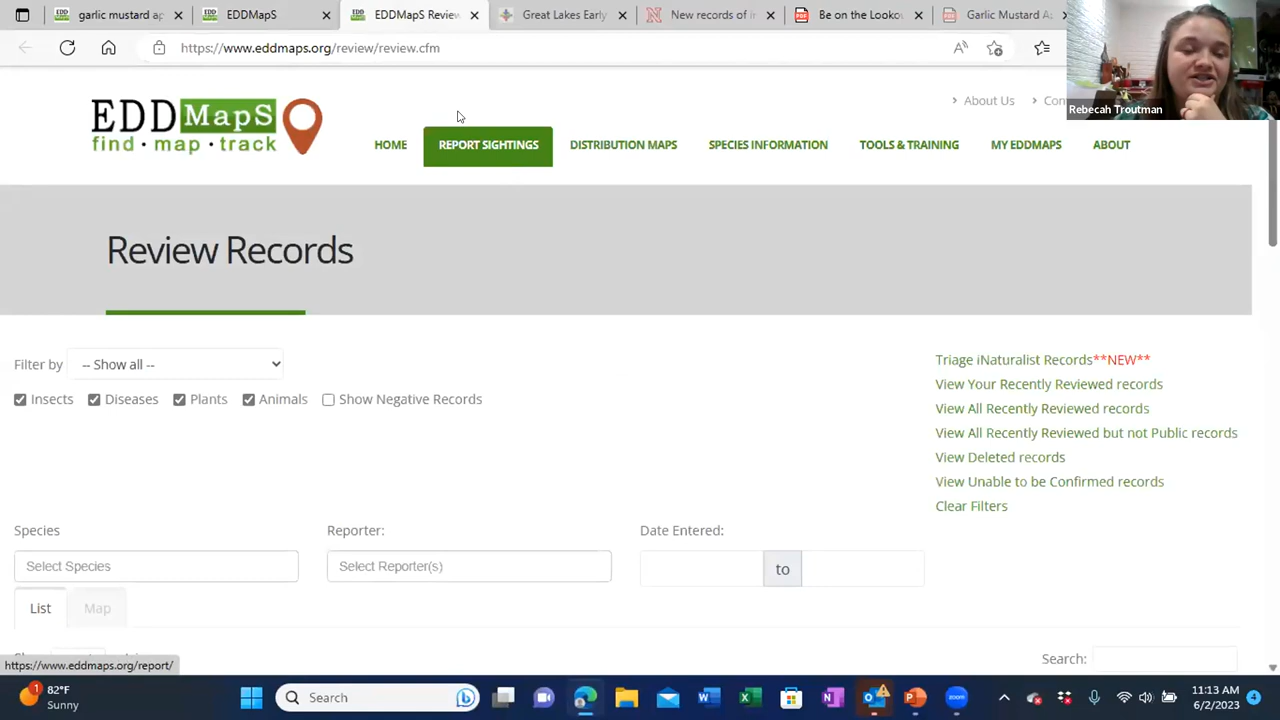 garlic mustard ap
EDDMapS
EDDMapS Review
Great Lakes Early
New records of in
Be on the Lookou
Garlic Mustard A
https://www.eddmaps.org/review/review.cfm
Rebecah Troutman
EDDMapS
find · map · track
About Us
HOME
REPORT SIGHTINGS
DISTRIBUTION MAPS
SPECIES INFORMATION
TOOLS & TRAINING
MY EDDMAPS
ABOUT
Review Records
Filter by
-- Show all --
Insects
Diseases
Plants
Animals
Show Negative Records
Triage iNaturalist Records**NEW**
View Your Recently Reviewed records
View All Recently Reviewed records
View All Recently Reviewed but not Public records
View Deleted records
View Unable to be Confirmed records
Clear Filters
Species
Reporter:
Date Entered:
Select Species
Select Reporter(s)
to
List
Map
Search:
https://www.eddmaps.org/report/
1
82°F
Sunny
Search
11:13 AM
6/2/2023
4